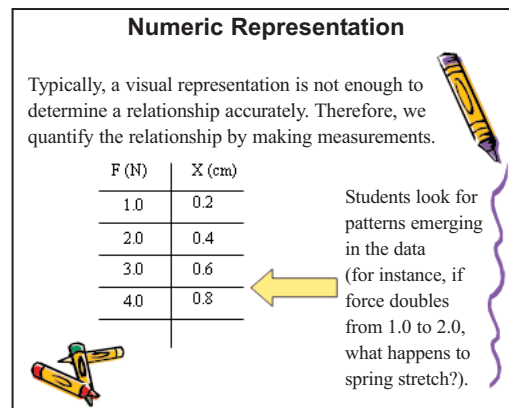 Numeric Representation
Typically, a visual representation is not enough to
determine a relationship accurately. Therefore, we
quantify the relationship by making measurements.
F (N) X (cm)
1.0 0.2
2.0 0.4
3.0 0.6
4.0 0.8
Students look for
patterns emerging
in the data
(for instance, if
force doubles
from 1.0 to 2.0,
what happens to
spring stretch?).